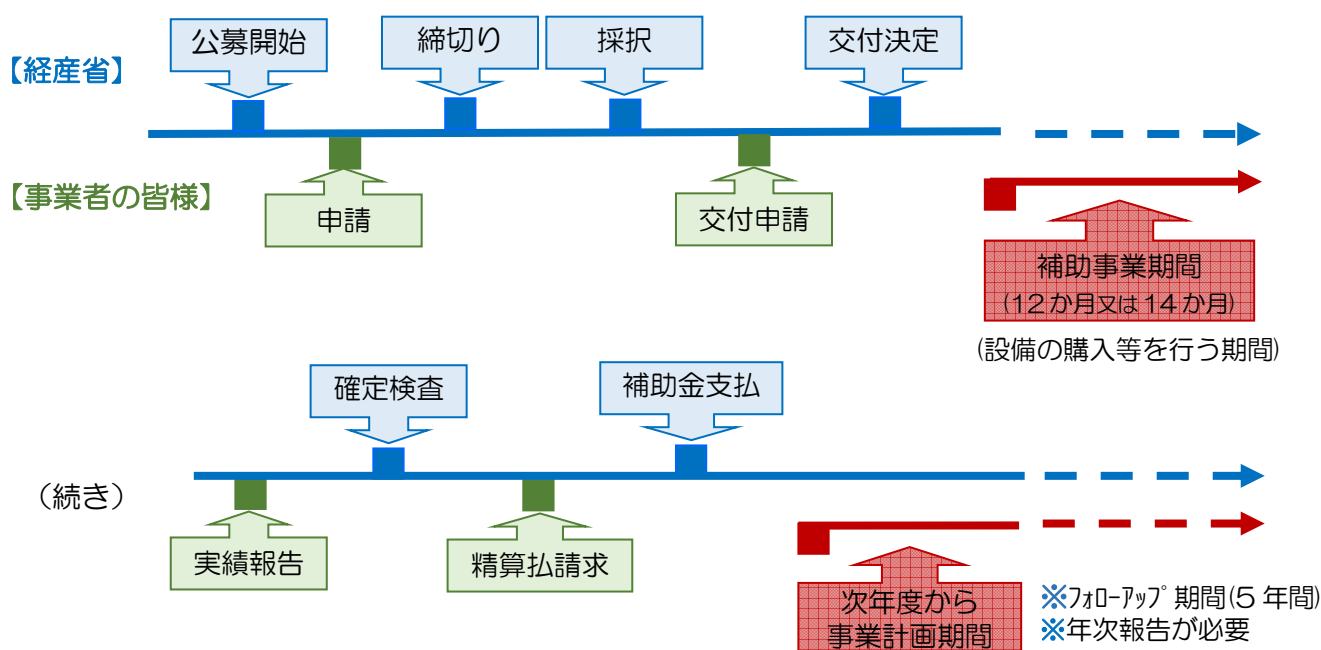 公募開始
締切り
採択
交付決定
【経産省】
【事業者の皆様】
申請
交付申請
補助事業期間
(12か月又は14か月)
(設備の購入等を行う期間)
確定検査
補助金支払
（続き）
実績報告
精算払請求
次年度から
事業計画期間
※ﾌｫﾛｰｱｯﾌﾟ期間(5年間)
※年次報告が必要